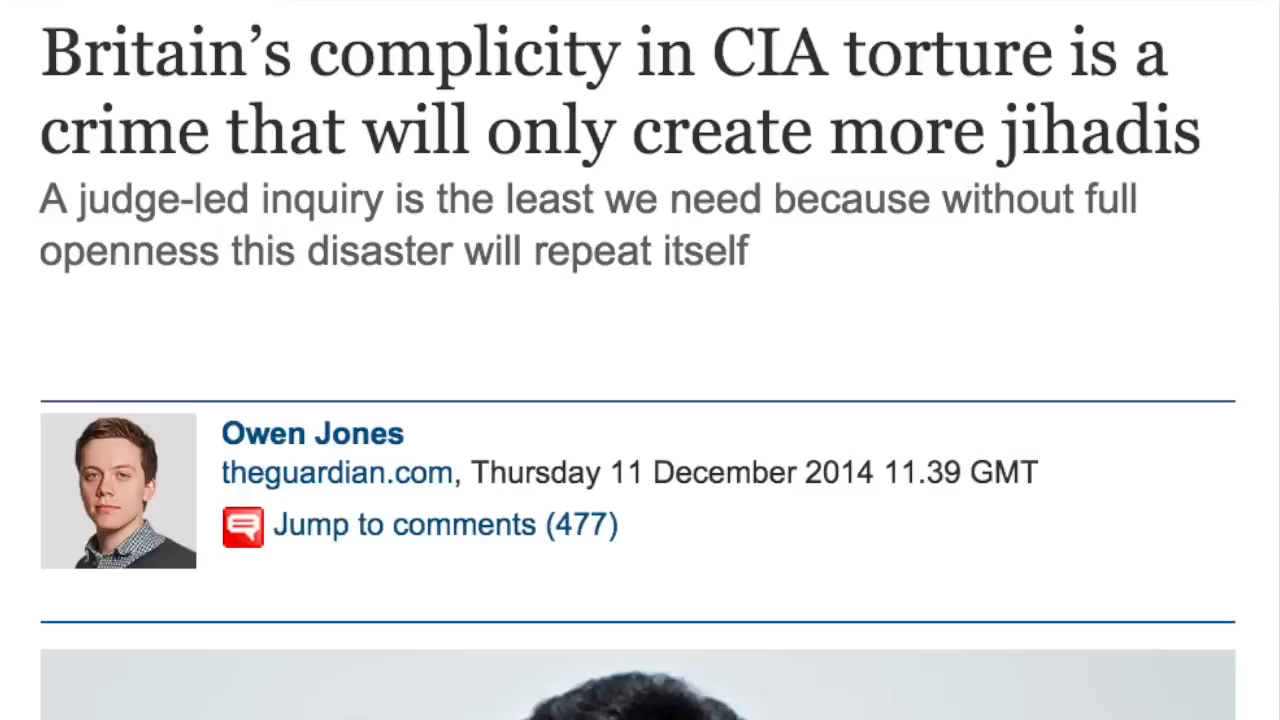 Britain’s complicity in CIA torture is a
crime that will only create more jihadis
A judge-led inquiry is the least we need because without full
openness this disaster will repeat itself
Owen Jones
theguardian.com, Thursday 11 December 2014 11.39 GMT
Jump to comments (477)